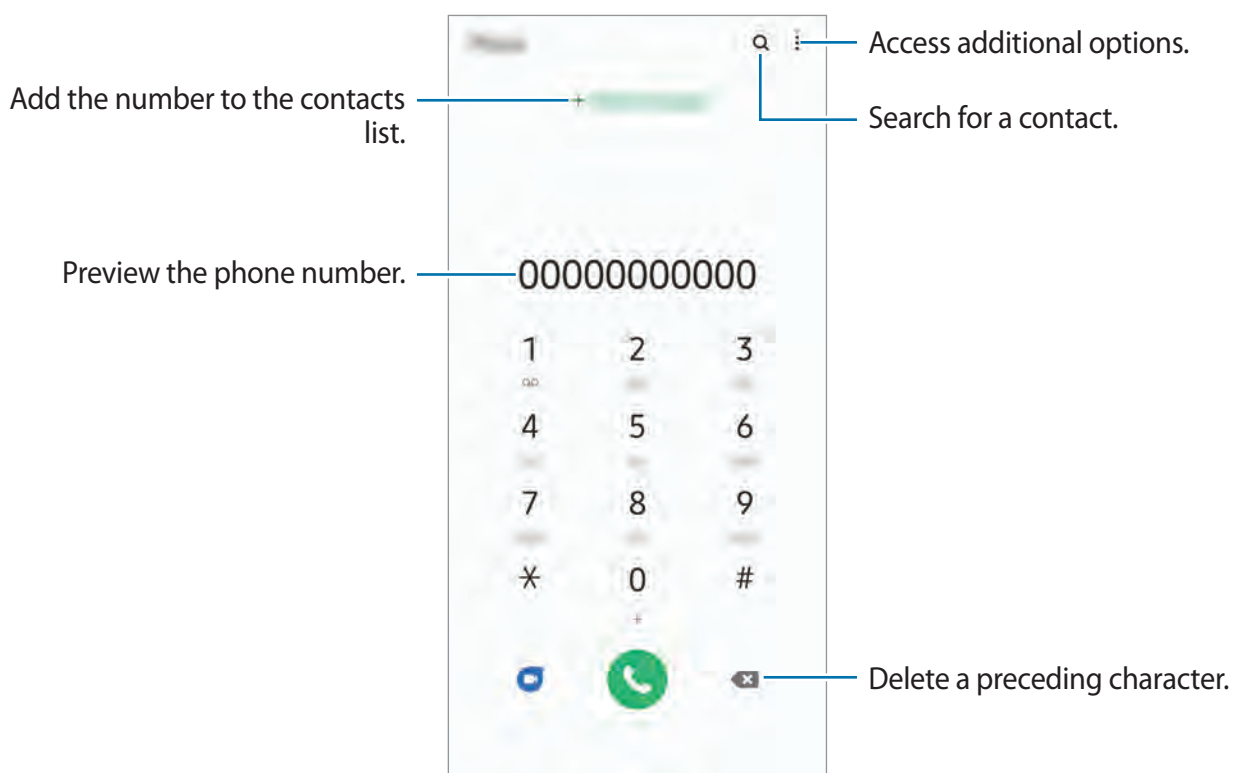 Access additional options.
Add the number to the contacts
list.
Search for a contact.
Preview the phone number.
00000000000
1 2 3
4 5 6
7 8 9
* 0 #
+
Delete a preceding character.